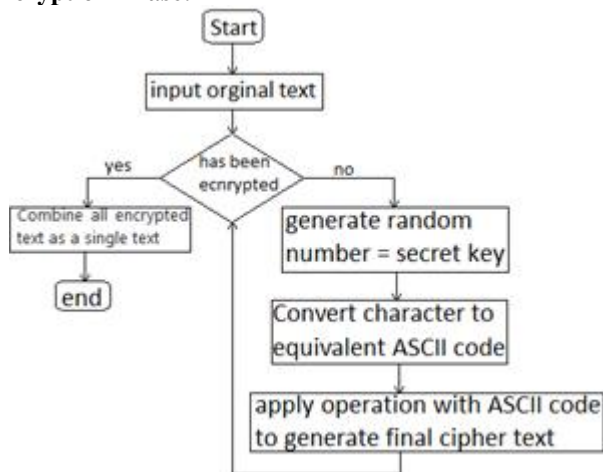 Start
input orginal text
has been
ecnrypted
yes
no
Combine all encrypted
text as a single text
end
generate random
number = secret key
Convert character to
equivalent ASCII code
apply operation with ASCII code
to generate final cipher text